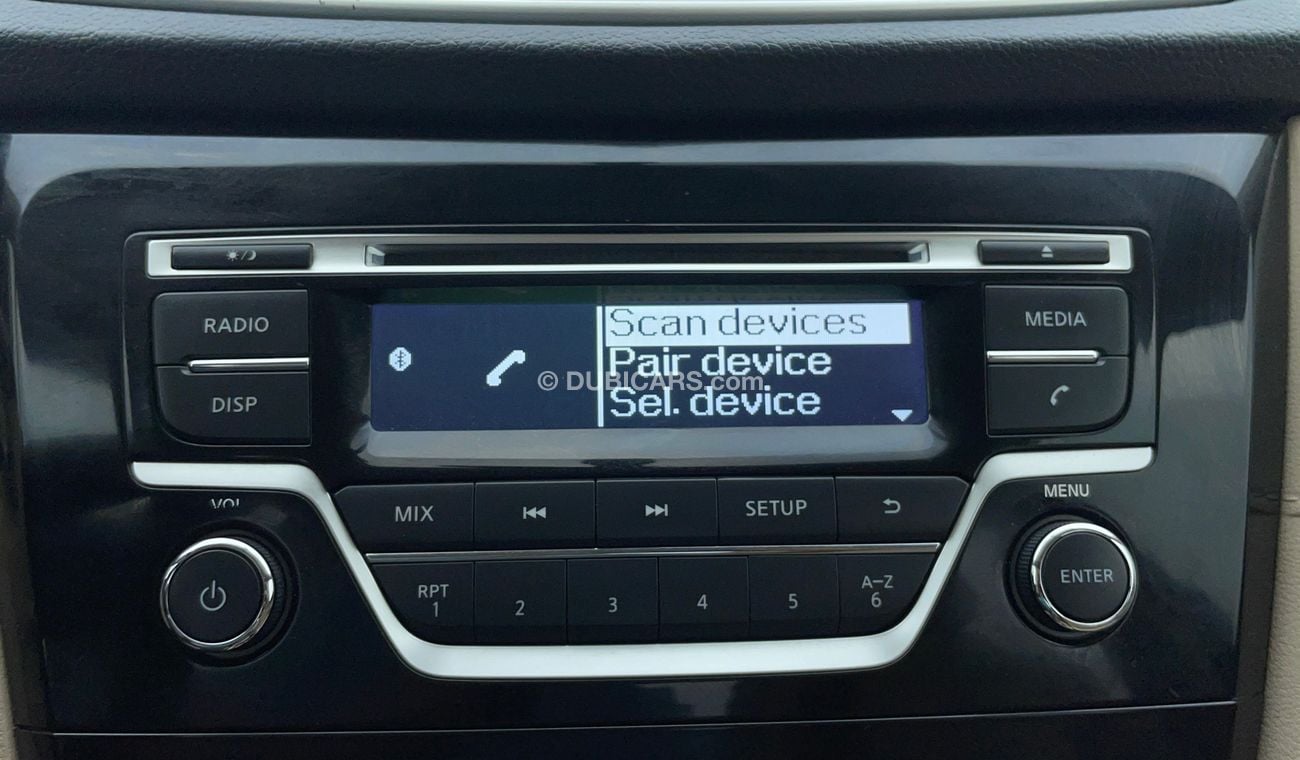 RADIO
DISP
Scan devices
Pair device
Sel. device
© DUBICARS.com
MEDIA
VOL
MENU
MIX
SETUP
ENTER
RPT
1
2
3
4
5
A-Z
6